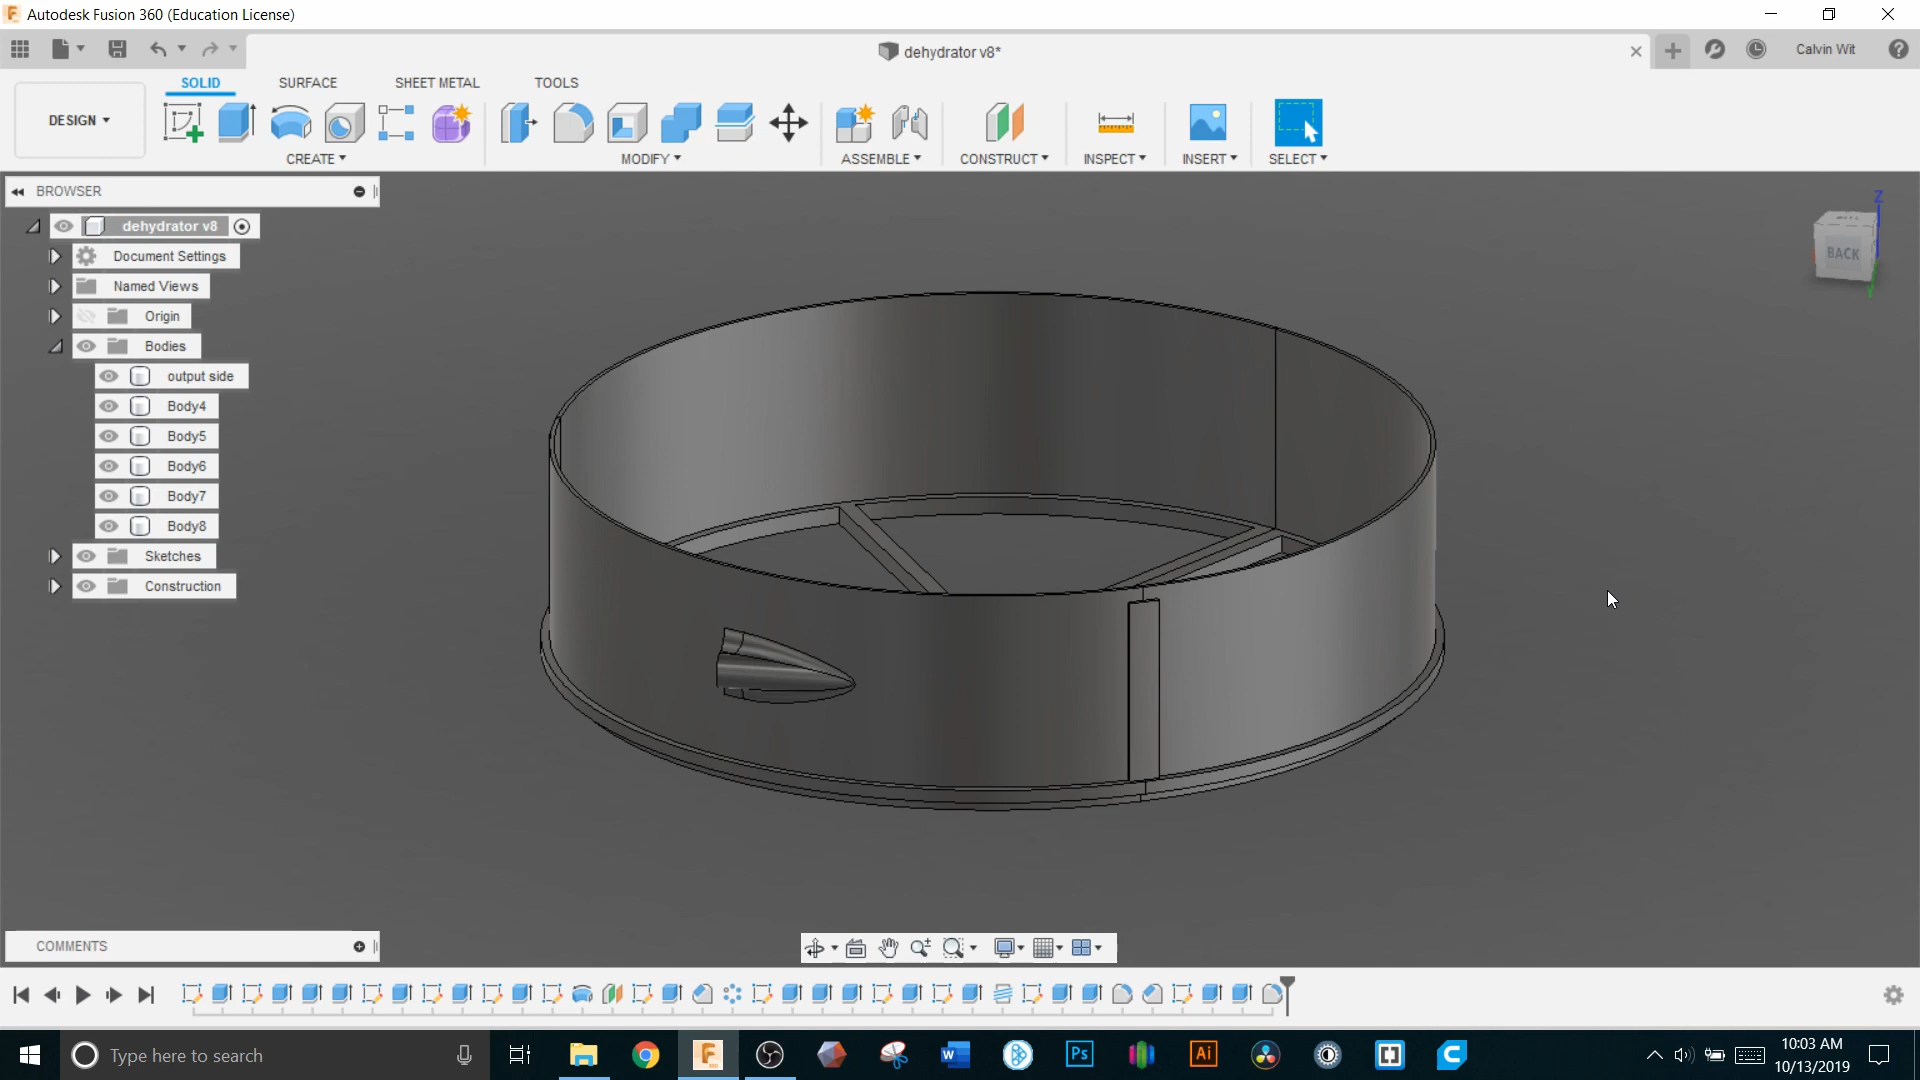 Autodesk Fusion 360 (Education License)
dehydrator v8*
Calvin Wit
SOLID
SURFACE
SHEET METAL
TOOLS
DESIGN
CREATE
MODIFY
ASSEMBLE
CONSTRUCT
INSPECT
INSERT
SELECT
BROWSER
dehydrator v8
Document Settings
Named Views
Origin
Bodies
output side
Body4
Body5
Body6
Body7
Body8
Sketches
Construction
Z
BACK
Y
COMMENTS
Type here to search
Ps
Ai
10:03 AM
10/13/2019